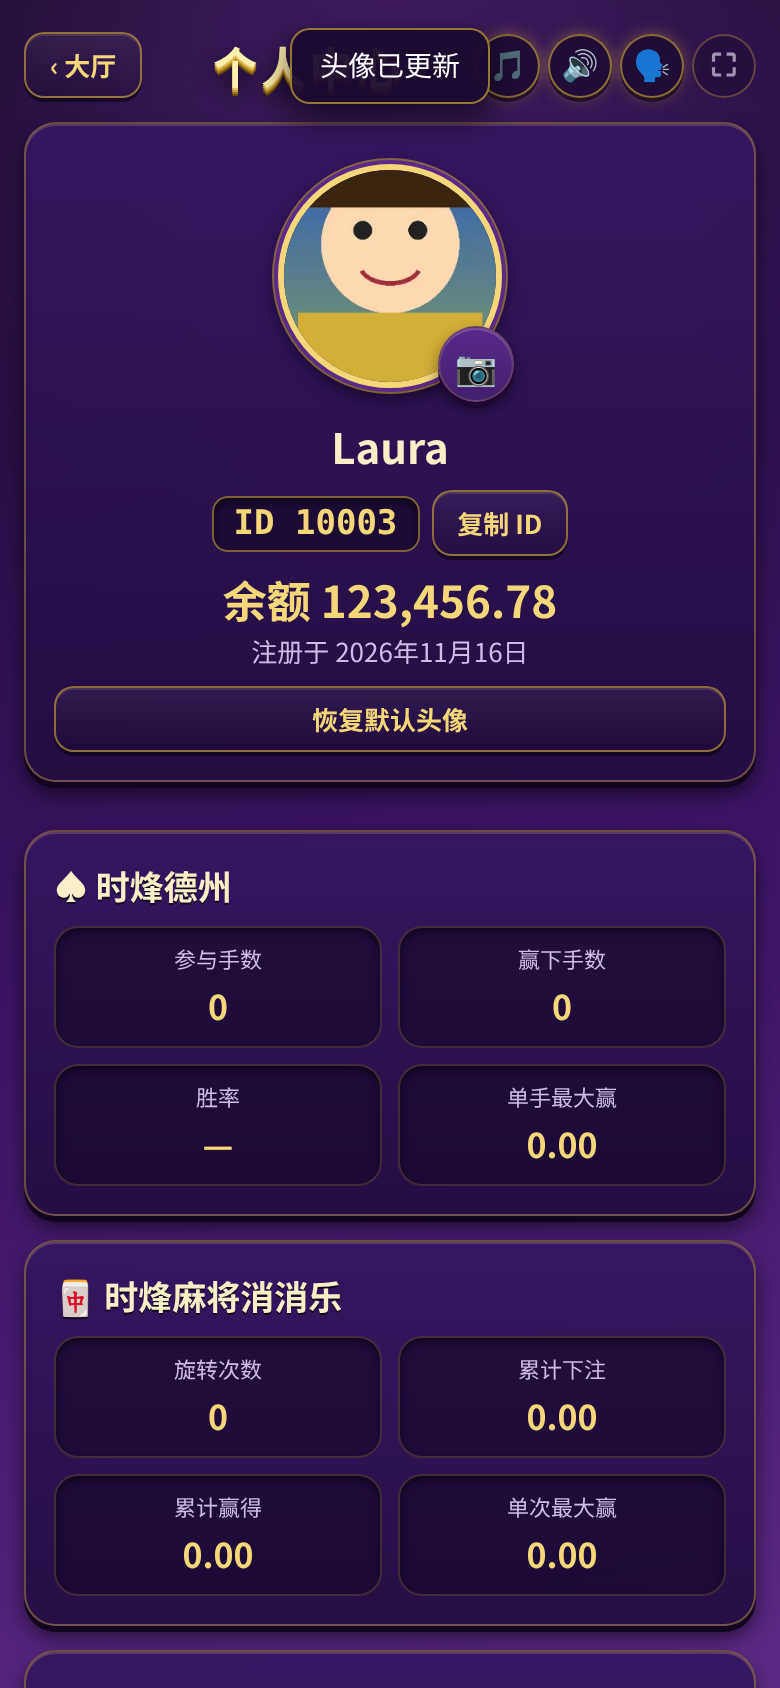 ‹ 大厅
个人
头像已更新
Laura
ID 10003
复制 ID
余额 123,456.78
注册于 2026年11月16日
恢复默认头像
♠ 时烽德州
参与手数
赢下手数
0
0
胜率
单手最大赢
—
0.00
中
时烽麻将消消乐
旋转次数
累计下注
0
0.00
累计赢得
单次最大赢
0.00
0.00